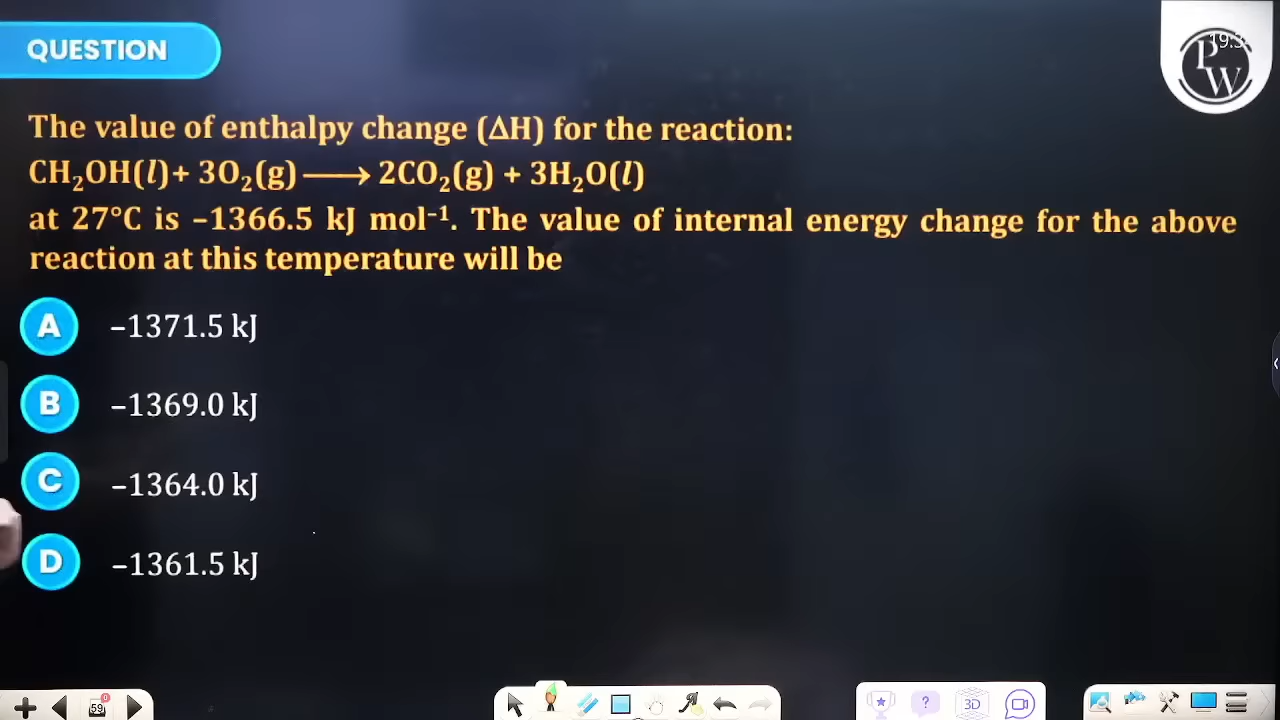 QUESTION
19:3
PW
The value of enthalpy change (ΔH) for the reaction:
CH₂OH(l)+ 3O₂(g) ⟶ 2CO₂(g) + 3H₂O(l)
at 27°C is −1366.5 kJ mol⁻¹. The value of internal energy change for the above
reaction at this temperature will be
A −1371.5 kJ
B −1369.0 kJ
C −1364.0 kJ
D −1361.5 kJ
59
3D